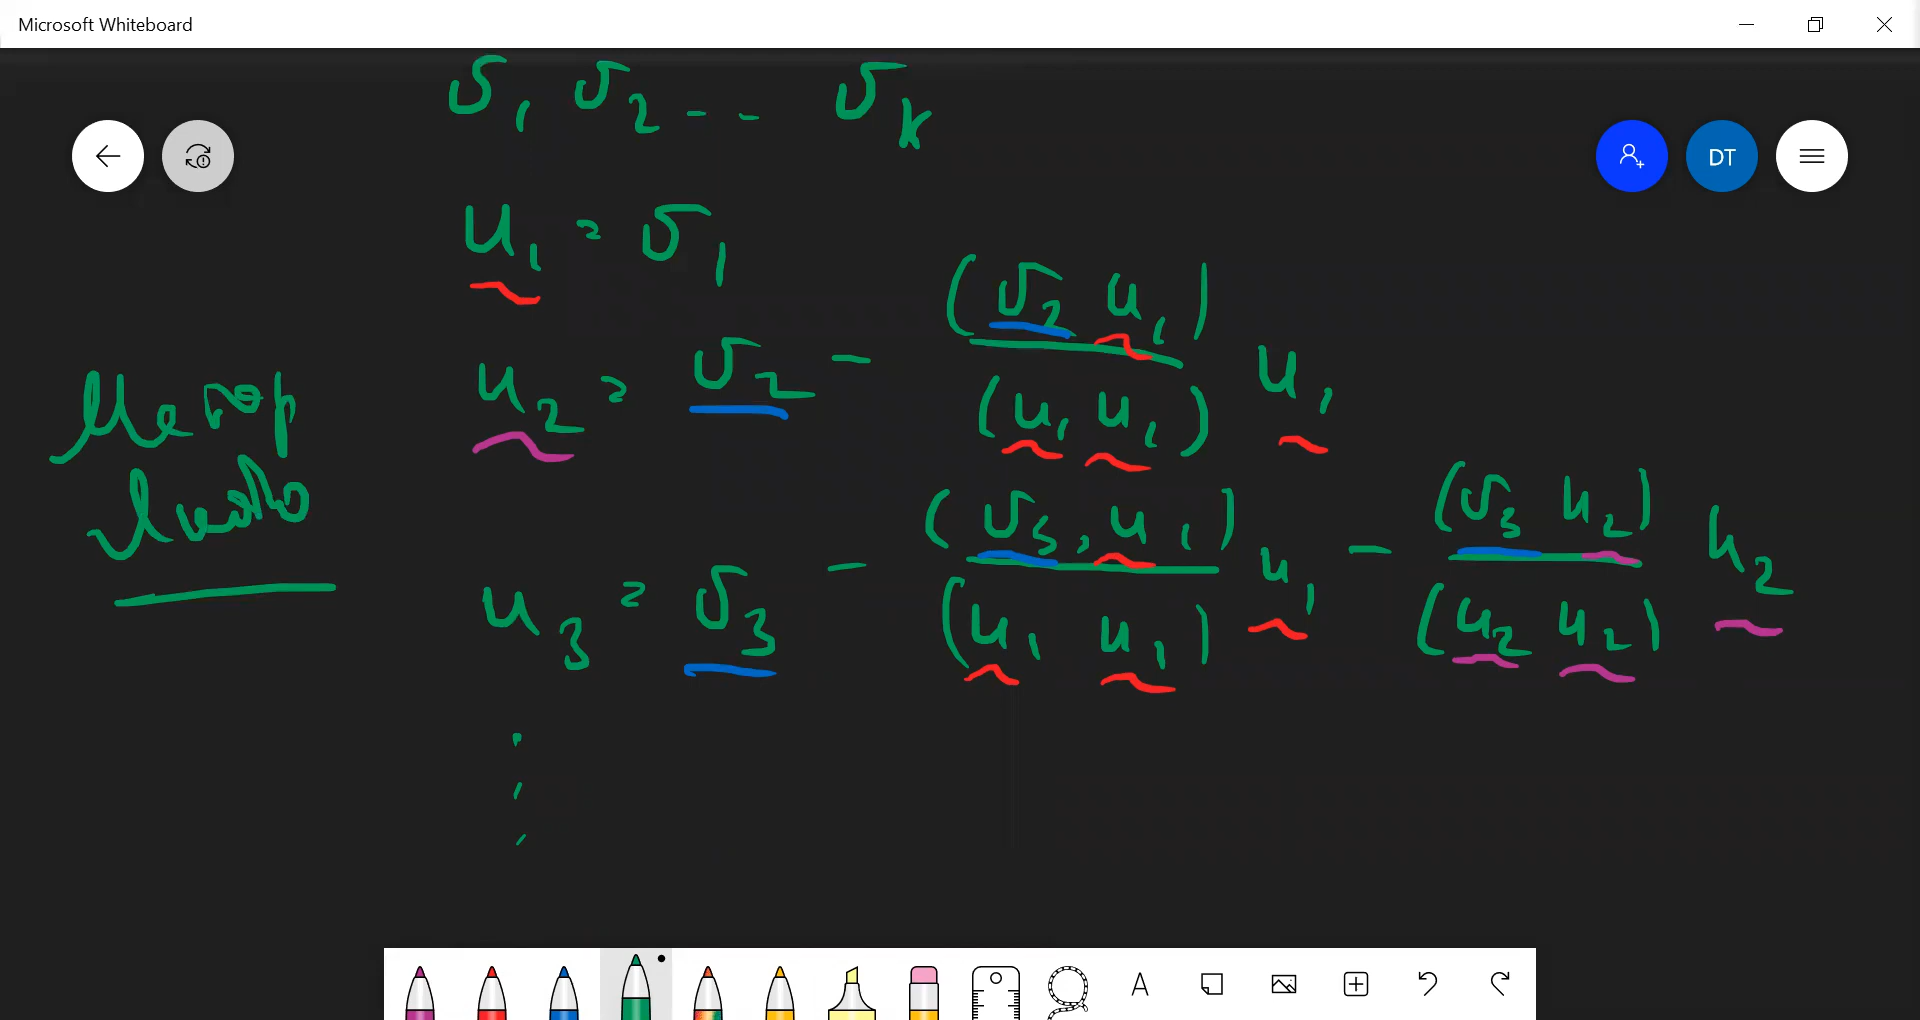 Microsoft Whiteboard
DT
v₁ v₂ - - vₖ
u₁ = v₁
u₂ = v₂ - (v₂ u₁) / (u₁ u₁) u₁
u₃ = v₃ - (v₃, u₁) / (u₁ u₁) u₁ - (v₃ u₂) / (u₂ u₂) u₂
Метод
A